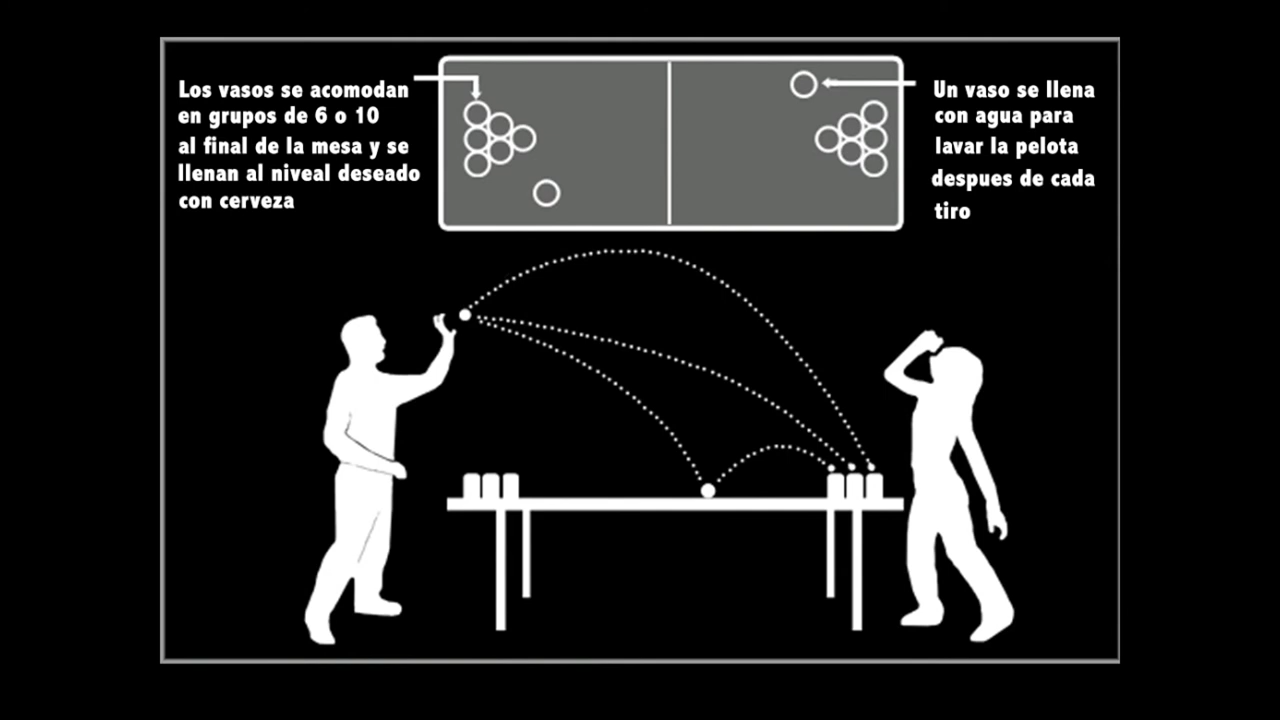 Los vasos se acomodan
en grupos de 6 o 10
al final de la mesa y se
llenan al niveal deseado
con cerveza
Un vaso se llena
con agua para
lavar la pelota
despues de cada
tiro